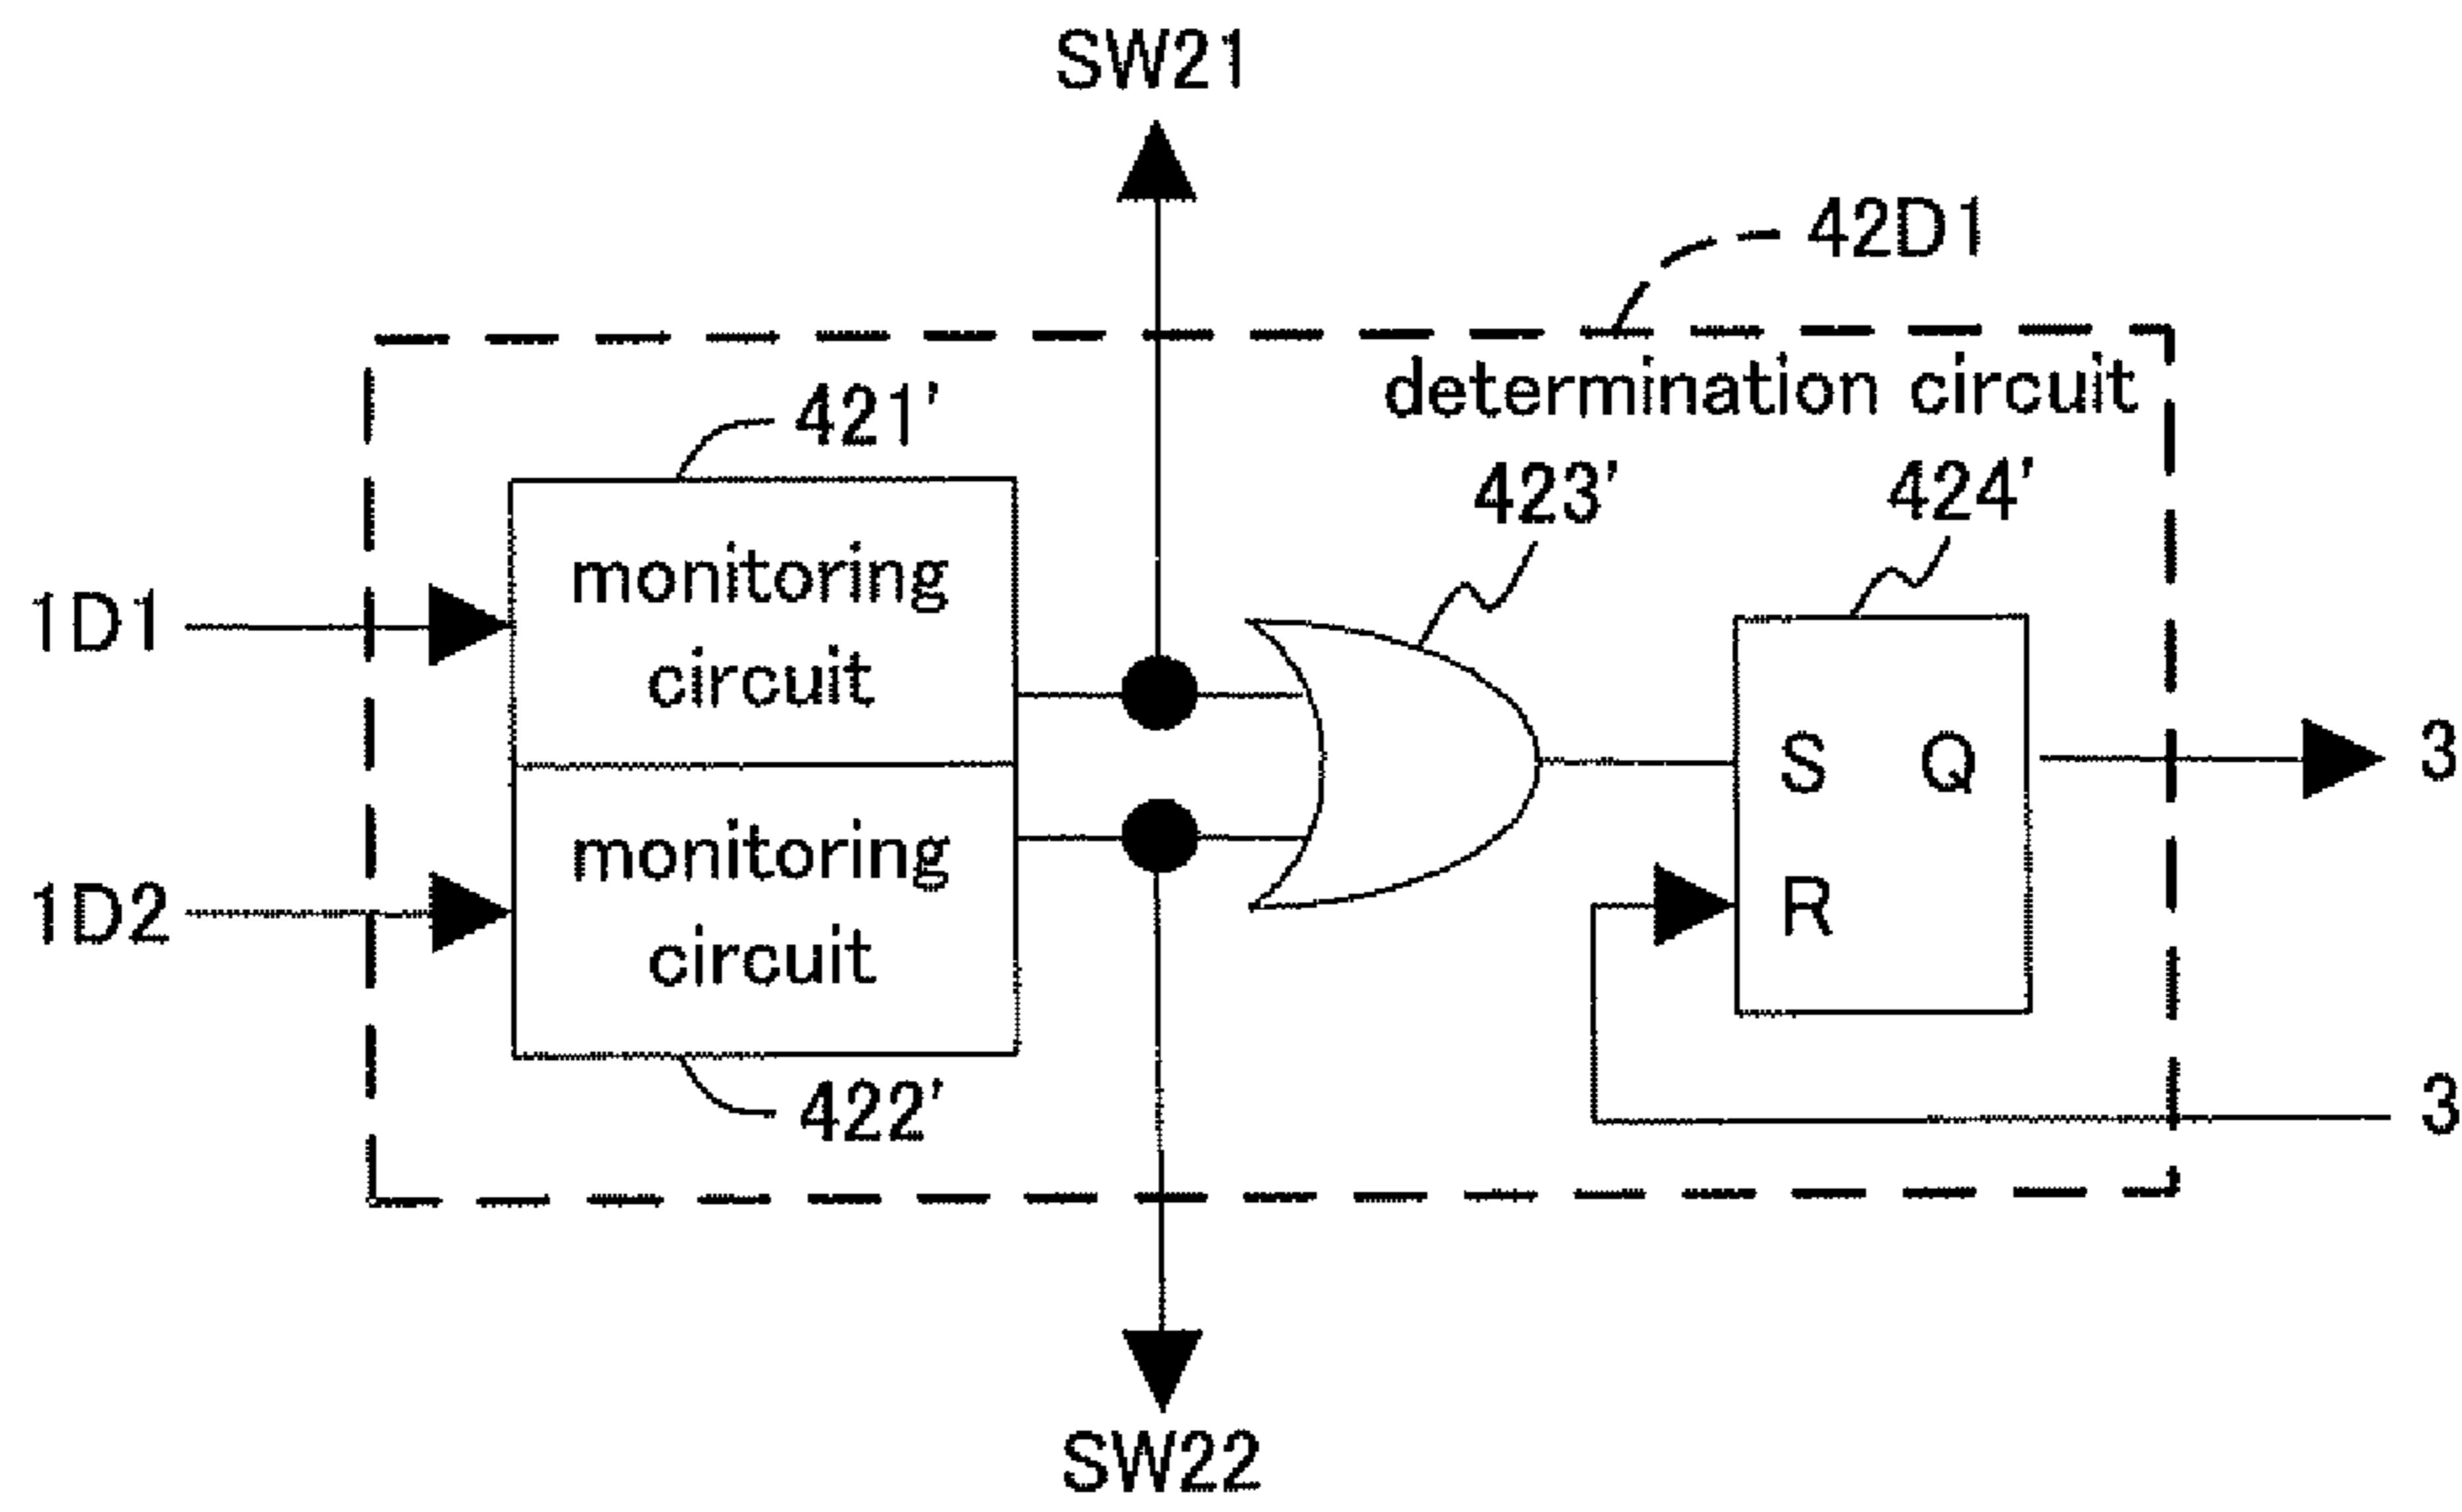 SW21
42D1
determination circuit
421'
423'
424'
monitoring
circuit
1D1
S Q
3
monitoring
circuit
1D2
R
422'
3
SW22